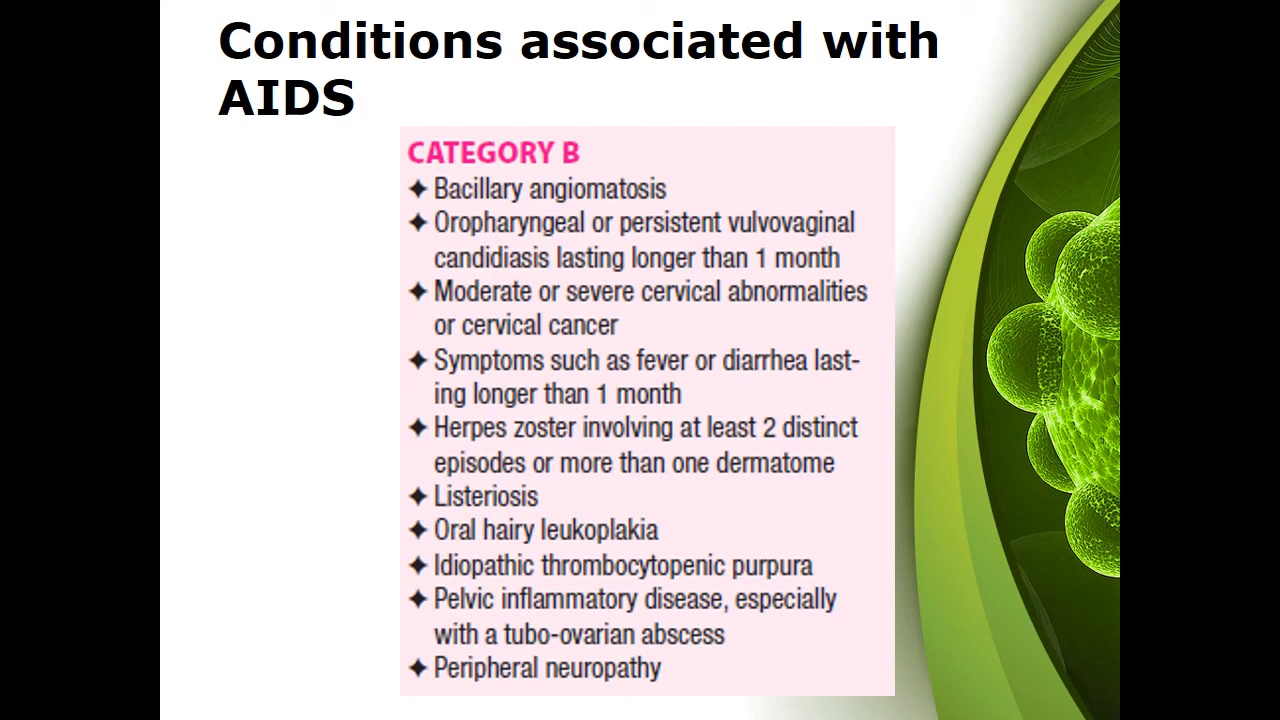 Conditions associated with
AIDS
CATEGORY B
✦ Bacillary angiomatosis
✦ Oropharyngeal or persistent vulvovaginal
candidiasis lasting longer than 1 month
✦ Moderate or severe cervical abnormalities
or cervical cancer
✦ Symptoms such as fever or diarrhea last-
ing longer than 1 month
✦ Herpes zoster involving at least 2 distinct
episodes or more than one dermatome
✦ Listeriosis
✦ Oral hairy leukoplakia
✦ Idiopathic thrombocytopenic purpura
✦ Pelvic inflammatory disease, especially
with a tubo-ovarian abscess
✦ Peripheral neuropathy